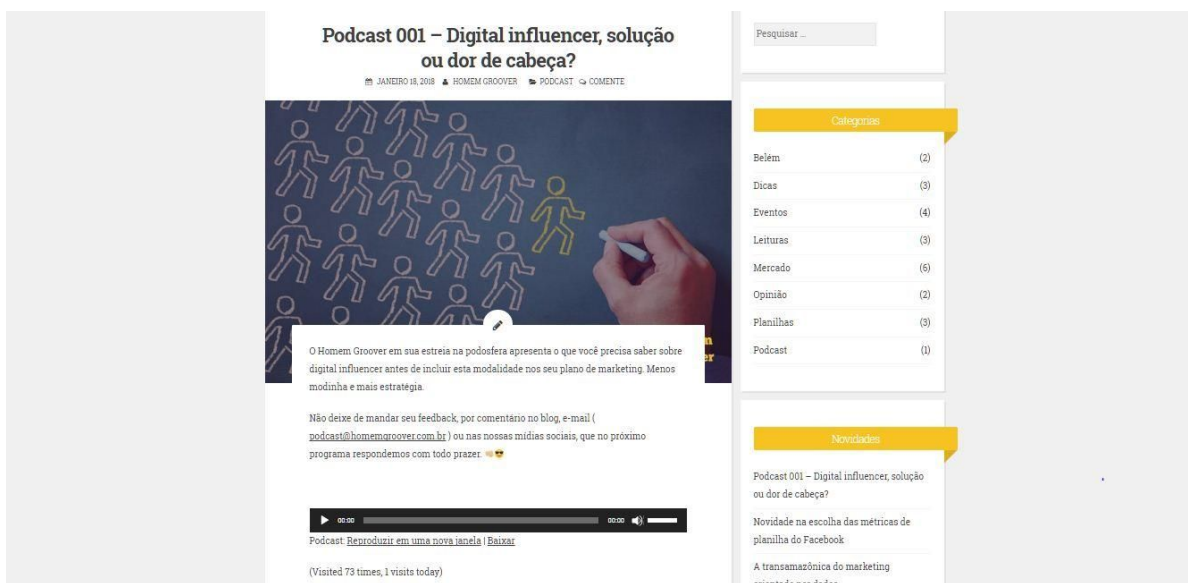 Podcast 001 – Digital influencer, solução
ou dor de cabeça?
JANEIRO 18, 2018 HOMEM GROOVER PODCAST COMENTE
O Homem Groover em sua estreia na podosfera apresenta o que você precisa saber sobre
digital influencer antes de incluir esta modalidade nos seu plano de marketing. Menos
modinha e mais estratégia.
Não deixe de mandar seu feedback, por comentário no blog, e-mail (
podcast@homemgroover.com.br ) ou nas nossas mídias sociais, que no próximo
programa respondemos com todo prazer.
00:00 00:00
Podcast: Reproduzir em uma nova janela | Baixar
(Visited 73 times, 1 visits today)
Pesquisar …
Categorias
Belém (2)
Dicas (3)
Eventos (4)
Leituras (3)
Mercado (6)
Opinião (2)
Planilhas (3)
Podcast (1)
Novidades
Podcast 001 – Digital influencer, solução
ou dor de cabeça?
Novidade na escolha das métricas de
planilha do Facebook
A transamazônica do marketing